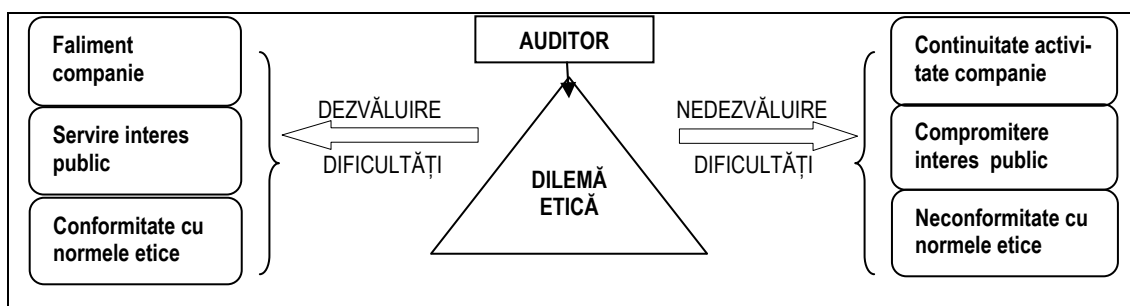 Faliment
companie
Servire interes
public
Conformitate cu
normele etice
DEZVĂLUIRE
DIFICULTĂȚI
AUDITOR
DILEMĂ
ETICĂ
NEDEZVĂLUIRE
DIFICULTĂȚI
Continuitate activi-
tate companie
Compromitere
interes public
Neconformitate cu
normele etice